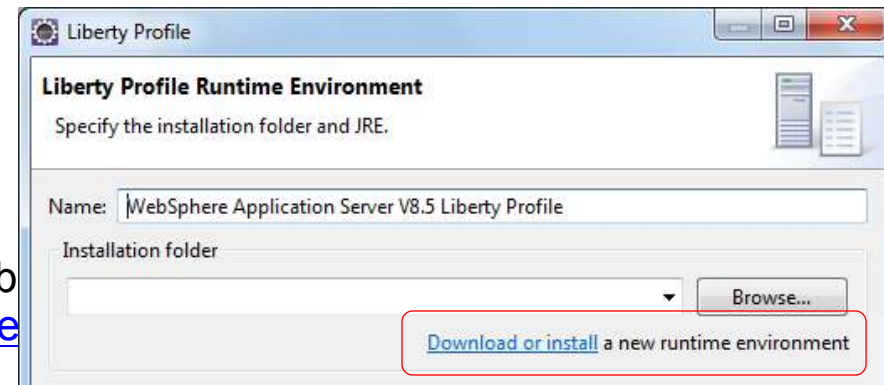 Liberty Profile
Liberty Profile Runtime Environment
Specify the installation folder and JRE.
Name: WebSphere Application Server V8.5 Liberty Profile
Installation folder
b
Browse...
e
Download or install a new runtime environment